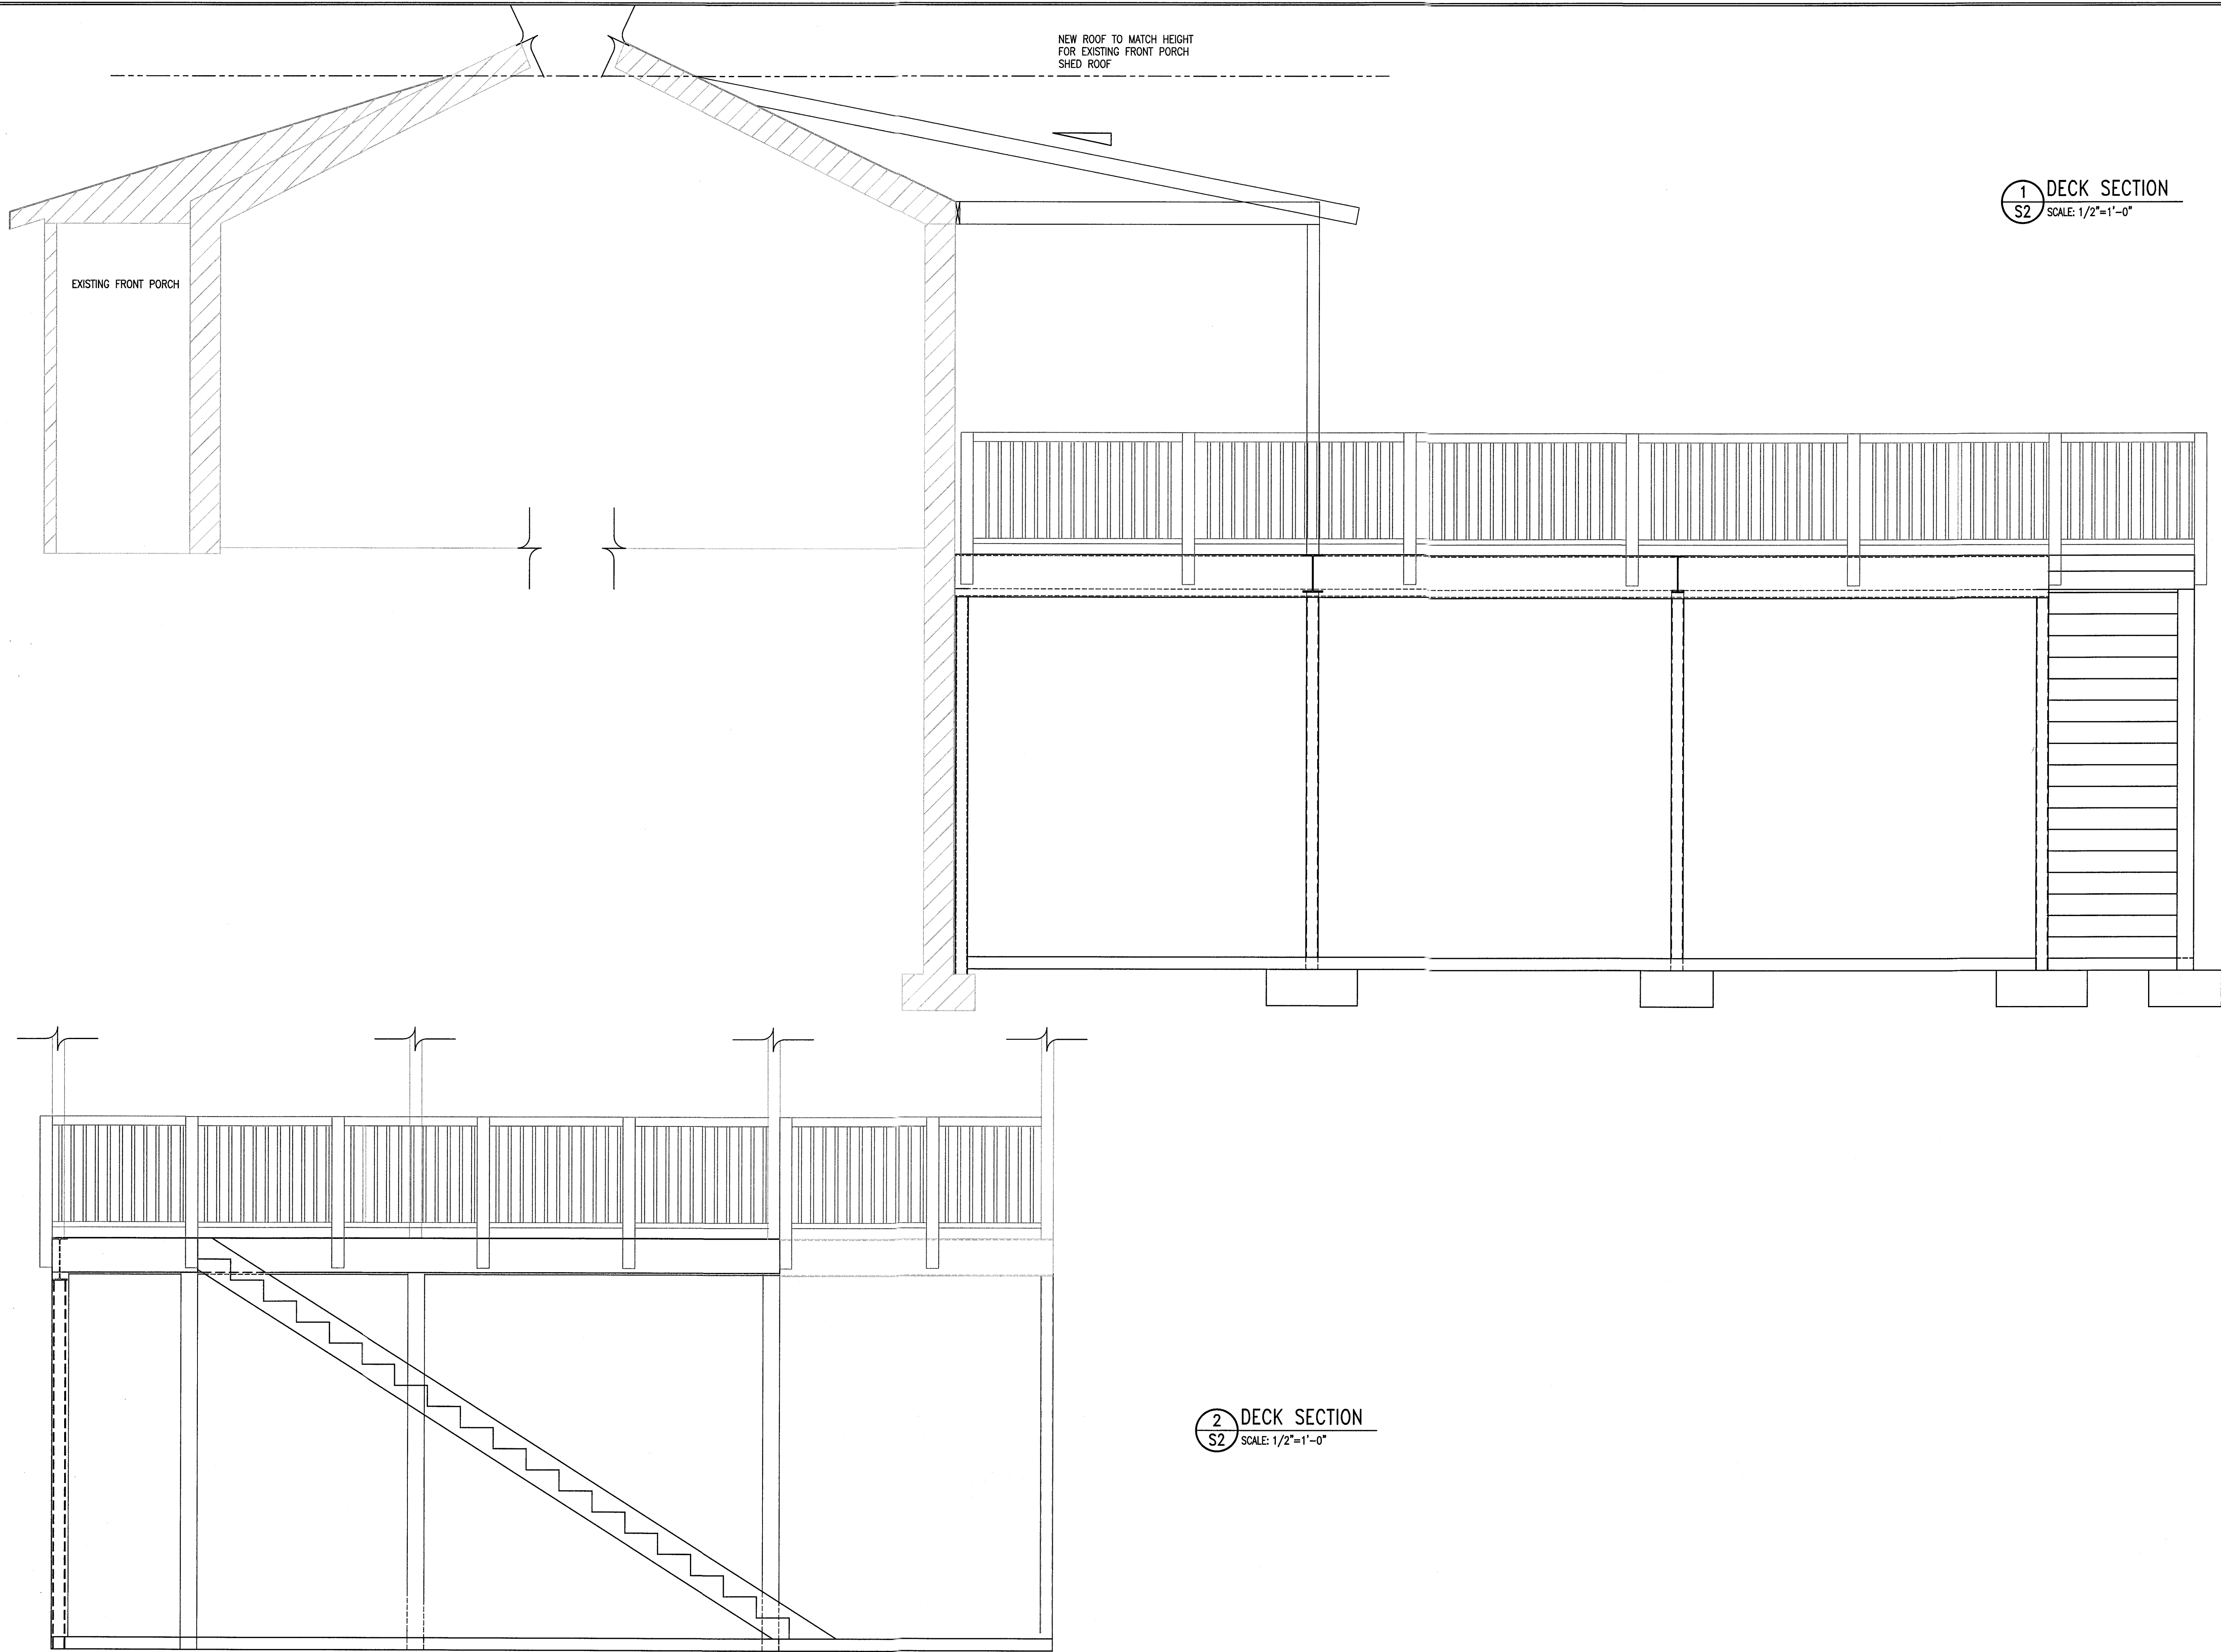 NEW ROOF TO MATCH HEIGHT
FOR EXISTING FRONT PORCH
SHED ROOF
1
S2
DECK SECTION
SCALE: 1/2"=1'-0"
EXISTING FRONT PORCH
2
S2
DECK SECTION
SCALE: 1/2"=1'-0"